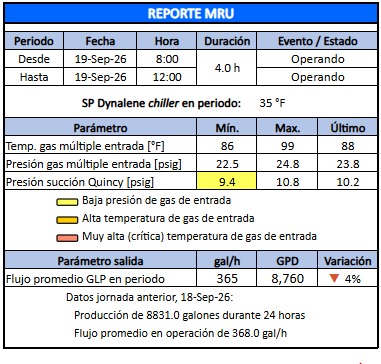 REPORTE MRU
Periodo Fecha Hora Duración Evento / Estado
Desde 19-Sep-26 8:00 4.0 h Operando
Hasta 19-Sep-26 12:00 Operando
SP Dynalene chiller en periodo: 35 °F
Parámetro Mín. Max. Último
Temp. gas múltiple entrada [°F] 86 99 88
Presión gas múltiple entrada [psig] 22.5 24.8 23.8
Presión succión Quincy [psig] 9.4 10.8 10.2
Baja presión de gas de entrada
Alta temperatura de gas de entrada
Muy alta (crítica) temperatura de gas de entrada
Parámetro salida gal/h GPD Variación
Flujo promedio GLP en periodo 365 8,760 ▼ 4%
Datos jornada anterior, 18-Sep-26:
Producción de 8831.0 galones durante 24 horas
Flujo promedio en operación de 368.0 gal/h